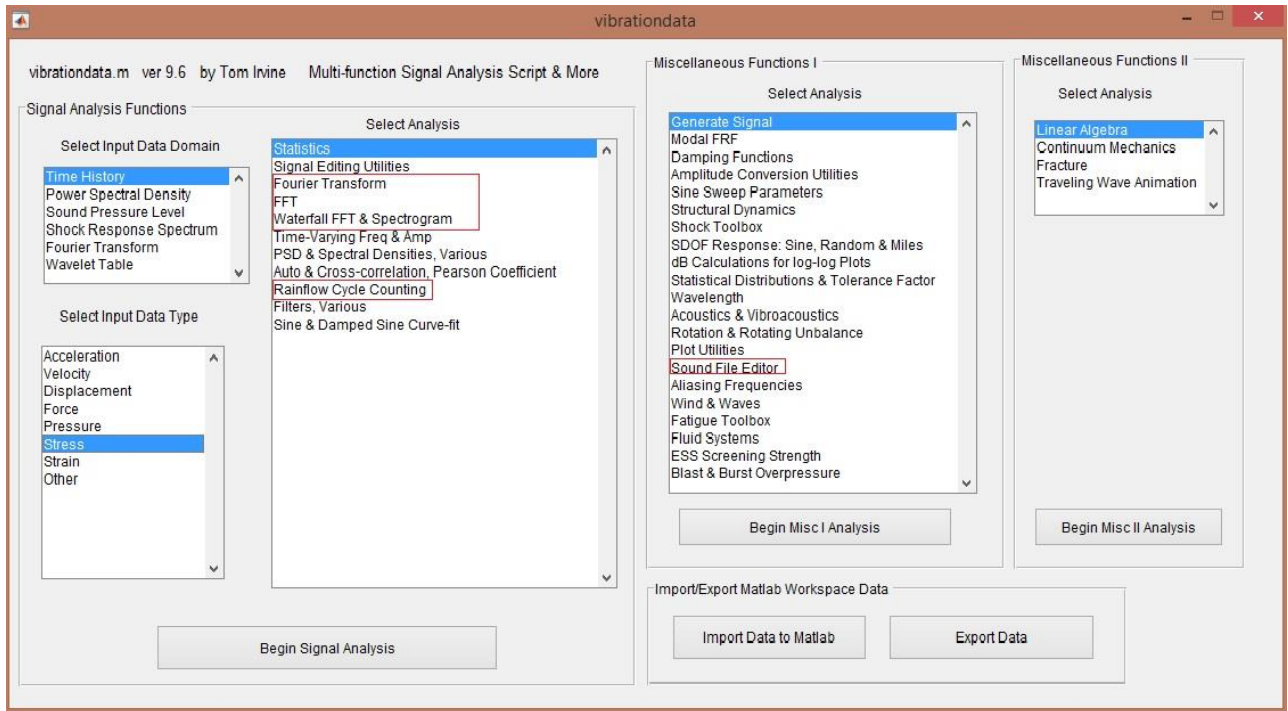 vibrationdata
vibrationdata.m ver 9.6 by Tom Irvine Multi-function Signal Analysis Script & More
Signal Analysis Functions
Select Input Data Domain
Time History
Power Spectral Density
Sound Pressure Level
Shock Response Spectrum
Fourier Transform
Wavelet Table
Select Input Data Type
Acceleration
Velocity
Displacement
Force
Pressure
Stress
Strain
Other
Select Analysis
Statistics
Signal Editing Utilities
Fourier Transform
FFT
Waterfall FFT & Spectrogram
Time-Varying Freq & Amp
PSD & Spectral Densities, Various
Auto & Cross-correlation, Pearson Coefficient
Rainflow Cycle Counting
Filters, Various
Sine & Damped Sine Curve-fit
Begin Signal Analysis
Miscellaneous Functions I
Select Analysis
Generate Signal
Modal FRF
Damping Functions
Amplitude Conversion Utilities
Sine Sweep Parameters
Structural Dynamics
Shock Toolbox
SDOF Response: Sine, Random & Miles
dB Calculations for log-log Plots
Statistical Distributions & Tolerance Factor
Wavelength
Acoustics & Vibroacoustics
Rotation & Rotating Unbalance
Plot Utilities
Sound File Editor
Aliasing Frequencies
Wind & Waves
Fatigue Toolbox
Fluid Systems
ESS Screening Strength
Blast & Burst Overpressure
Begin Misc I Analysis
Miscellaneous Functions II
Select Analysis
Linear Algebra
Continuum Mechanics
Fracture
Traveling Wave Animation
Begin Misc II Analysis
Import/Export Matlab Workspace Data
Import Data to Matlab
Export Data